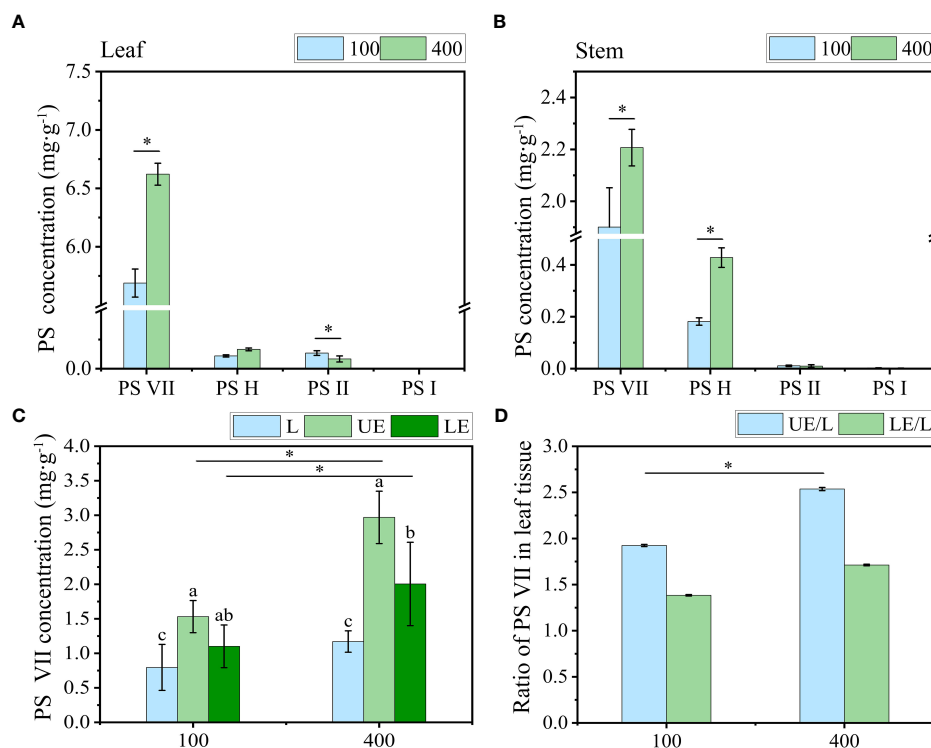 A
Leaf
100 400
PS concentration (mg·g-1)
7.5
6.5
6.0
0.0
*
*
PS VII PS H PS II PS I
B
Stem
100 400
PS concentration (mg·g-1)
2.4
2.2
2.0
0.4
0.2
0.0
*
*
PS VII PS H PS II PS I
C
L UE LE
PS VII concentration (mg·g-1)
4.0
3.5
3.0
2.5
2.0
1.5
1.0
0.5
0.0
*
*
c a ab
c a b
100 400
D
UE/L LE/L
Ratio of PS VII in leaf tissue
3.0
2.5
2.0
1.5
1.0
0.5
0.0
*
100 400